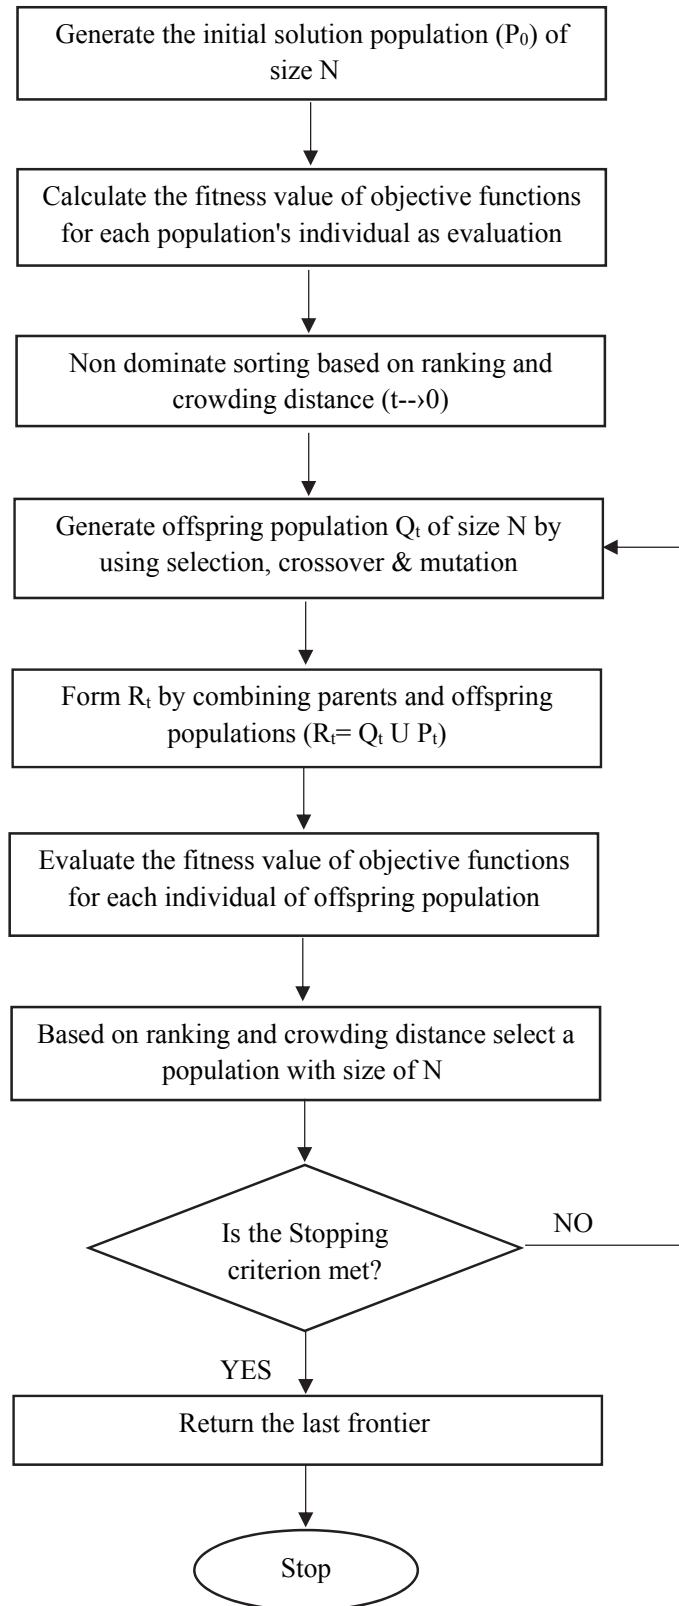 Generate the initial solution population (P₀) of
size N
Calculate the fitness value of objective functions
for each population's individual as evaluation
Non dominate sorting based on ranking and
crowding distance (t--›0)
Generate offspring population Qₜ of size N by
using selection, crossover & mutation
Form Rₜ by combining parents and offspring
populations (Rₜ= Qₜ U Pₜ)
Evaluate the fitness value of objective functions
for each individual of offspring population
Based on ranking and crowding distance select a
population with size of N
Is the Stopping
criterion met?
NO
YES
Return the last frontier
Stop